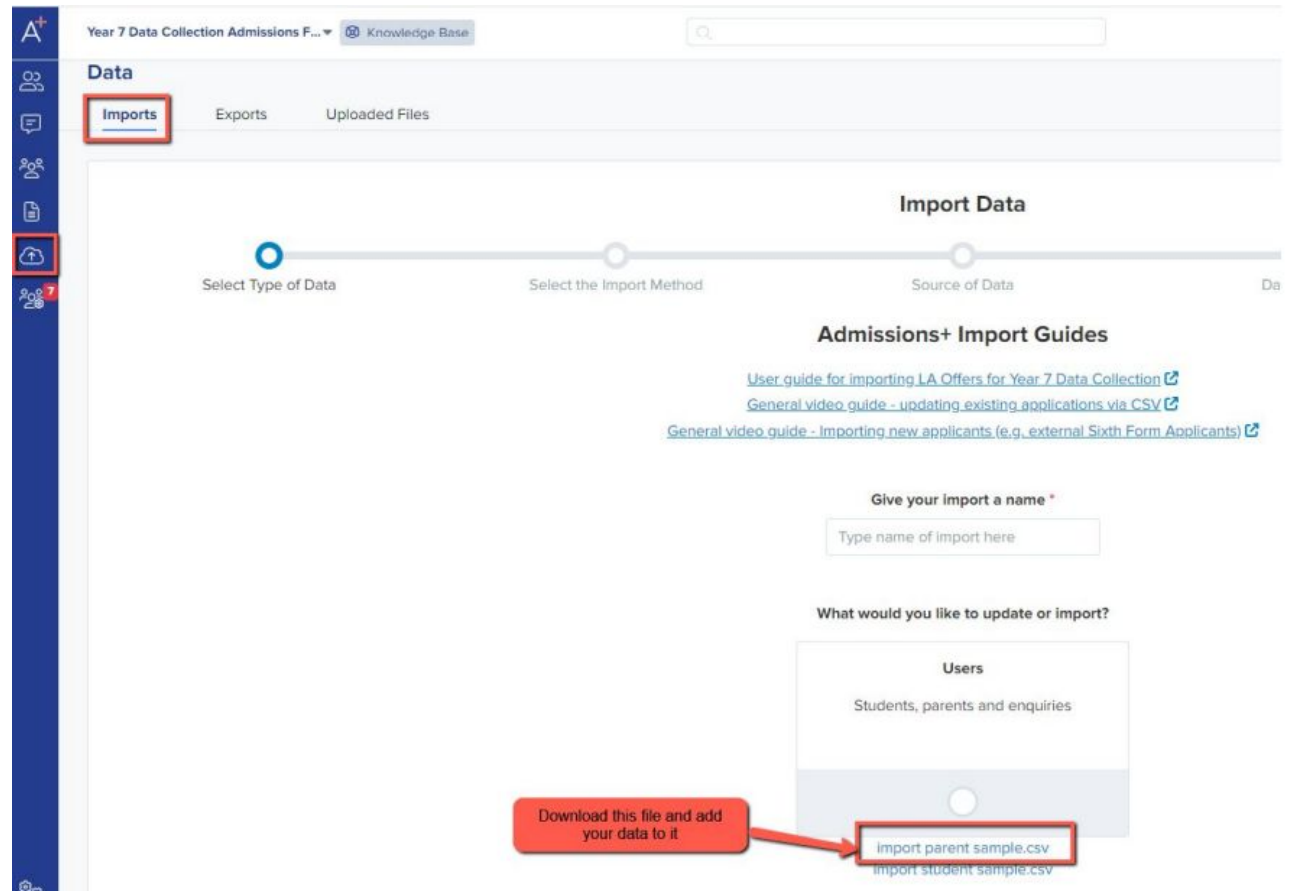 A+
Year 7 Data Collection Admissions F...
Knowledge Base
Data
Imports
Exports
Uploaded Files
7
Import Data
Select Type of Data
Select the Import Method
Source of Data
Da
Admissions+ Import Guides
User guide for importing LA Offers for Year 7 Data Collection
General video guide - updating existing applications via CSV
General video guide - Importing new applicants (e.g. external Sixth Form Applicants)
Give your import a name *
Type name of import here
What would you like to update or import?
Users
Students, parents and enquiries
Download this file and add
your data to it
import parent sample.csv
import student sample.csv